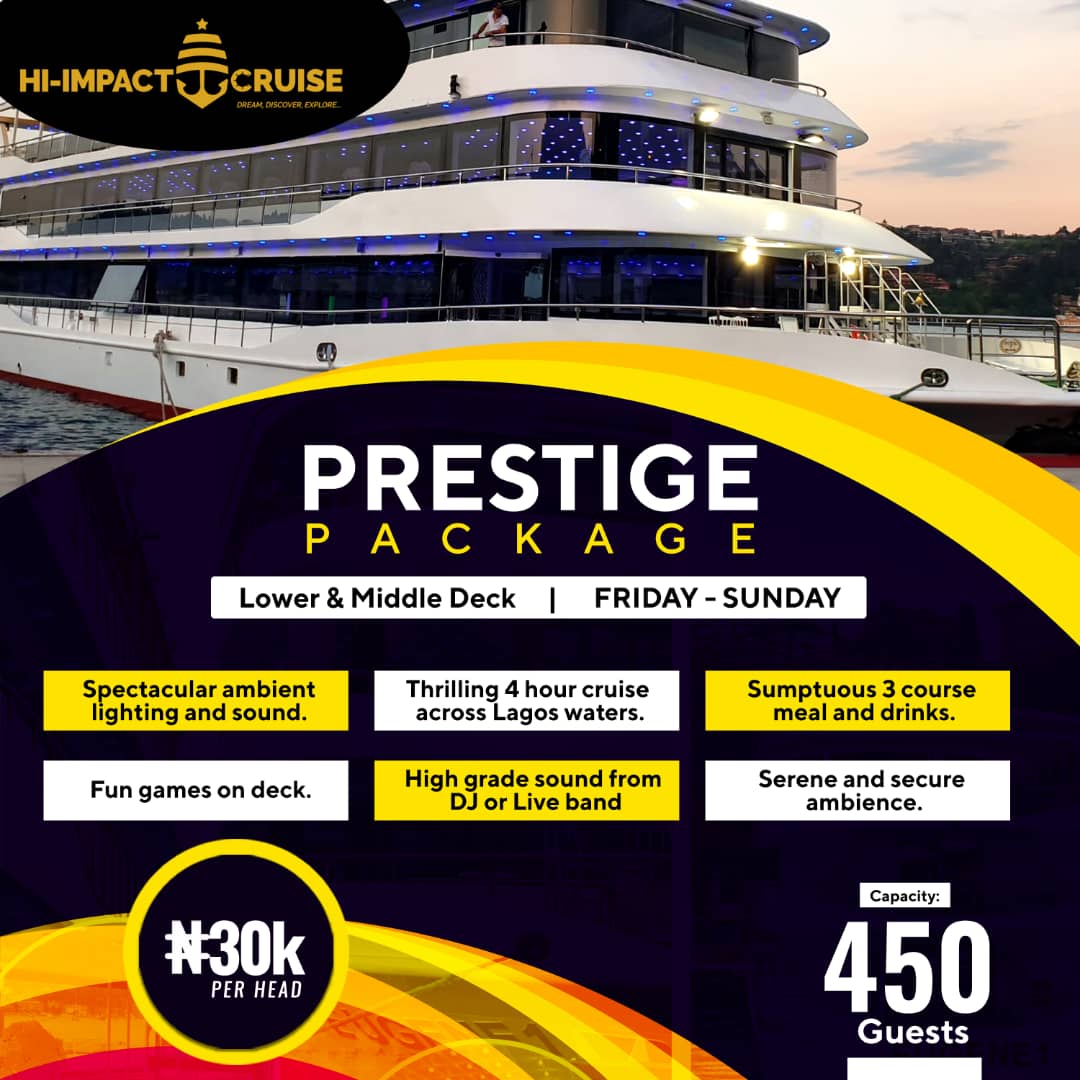 HI-IMPACT CRUISE
DREAM, DISCOVER, EXPLORE...
PRESTIGE
PACKAGE
Lower & Middle Deck | FRIDAY - SUNDAY
Spectacular ambient
lighting and sound.
Thrilling 4 hour cruise
across Lagos waters.
Sumptuous 3 course
meal and drinks.
Fun games on deck.
High grade sound from
DJ or Live band
Serene and secure
ambience.
₦30k
PER HEAD
Capacity:
450
Guests